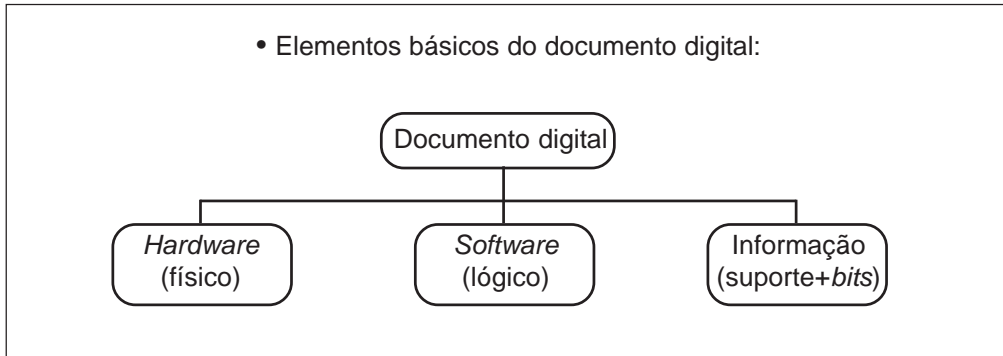 • Elementos básicos do documento digital:
Documento digital
Hardware
(físico)
Software
(lógico)
Informação
(suporte+bits)